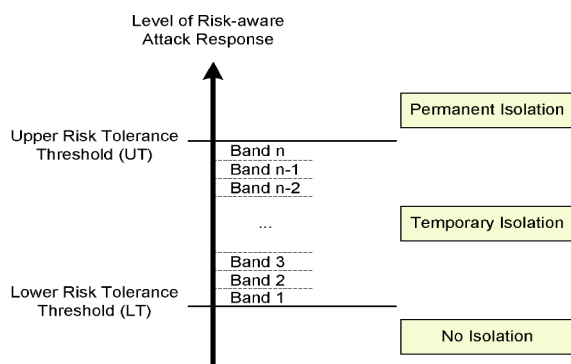 Level of Risk-aware
Attack Response
Permanent Isolation
Upper Risk Tolerance
Threshold (UT)
Band n
Band n-1
Band n-2
...
Temporary Isolation
Band 3
Band 2
Band 1
Lower Risk Tolerance
Threshold (LT)
No Isolation